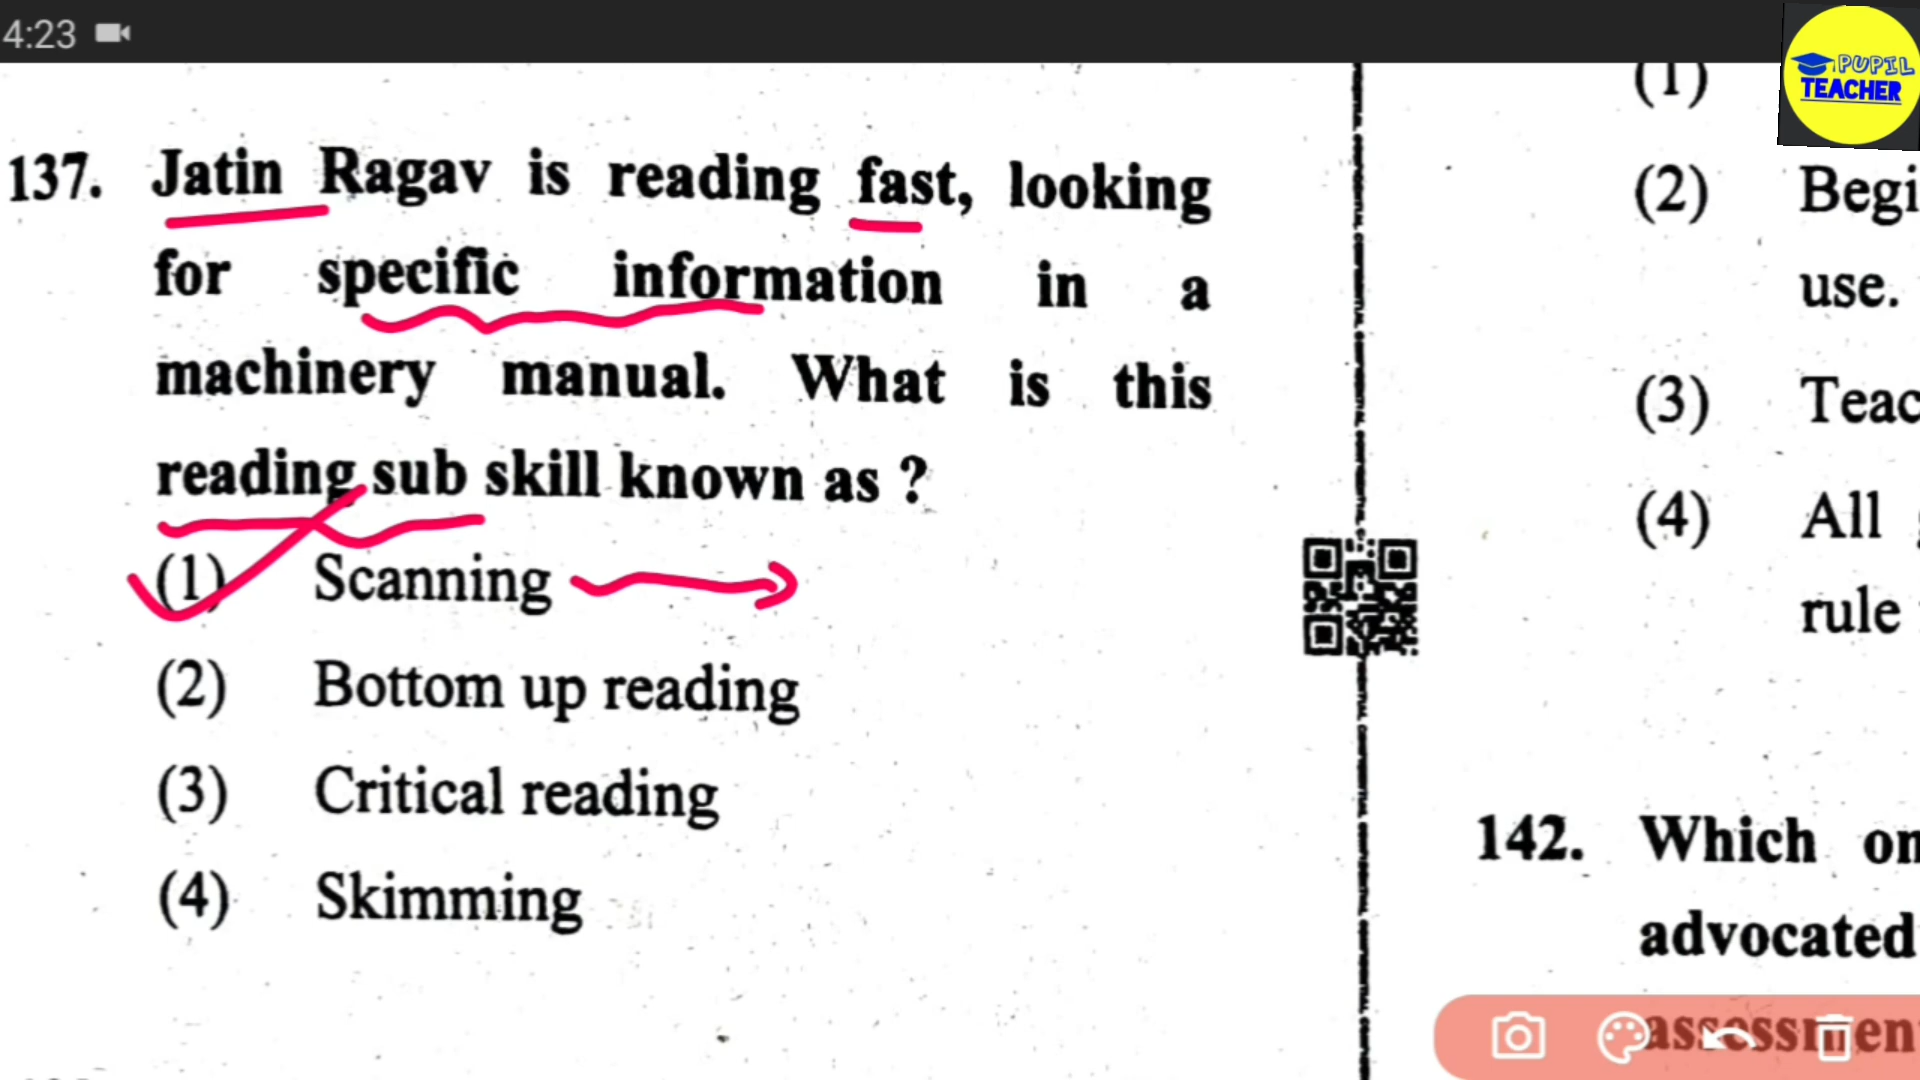 4:23
PUPIL
TEACHER
137. Jatin Ragav is reading fast, looking
for specific information in a
machinery manual. What is this
reading sub skill known as ?
(1) Scanning
(2) Bottom up reading
(3) Critical reading
(4) Skimming
(1)
(2) Begi
use.
(3) Teac
(4) All
rule
142. Which on
advocated
assessmen